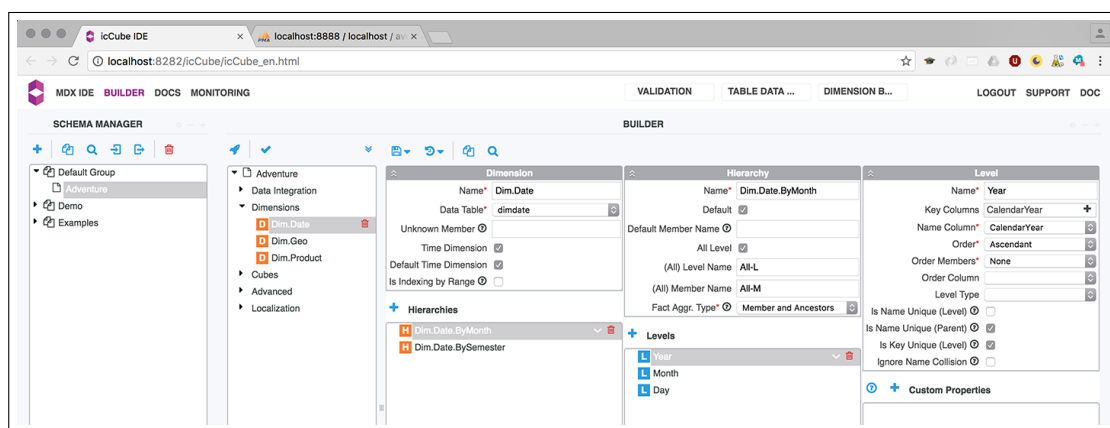 icCube IDE
localhost:8888 / localhost / av
localhost:8282/icCube/icCube_en.html
MDX IDE BUILDER DOCS MONITORING
VALIDATION TABLE DATA ... DIMENSION B...
LOGOUT SUPPORT DOC
SCHEMA MANAGER
Default Group
Adventure
Demo
Examples
BUILDER
Adventure
Data Integration
Dimensions
D Dim.Date
D Dim.Geo
D Dim.Product
Cubes
Advanced
Localization
Dimension
Name* Dim.Date
Data Table* dimdate
Unknown Member
Time Dimension
Default Time Dimension
Is Indexing by Range
Hierarchies
H Dim.Date.ByMonth
H Dim.Date.BySemester
Hierarchy
Name* Dim.Date.ByMonth
Default
Default Member Name
All Level
(All) Level Name All-L
(All) Member Name All-M
Fact Aggr. Type* Member and Ancestors
Levels
L Year
L Month
L Day
Level
Name* Year
Key Columns CalendarYear
Name Column* CalendarYear
Order* Ascendant
Order Members* None
Order Column
Level Type
Is Name Unique (Level)
Is Name Unique (Parent)
Is Key Unique (Level)
Ignore Name Collision
Custom Properties